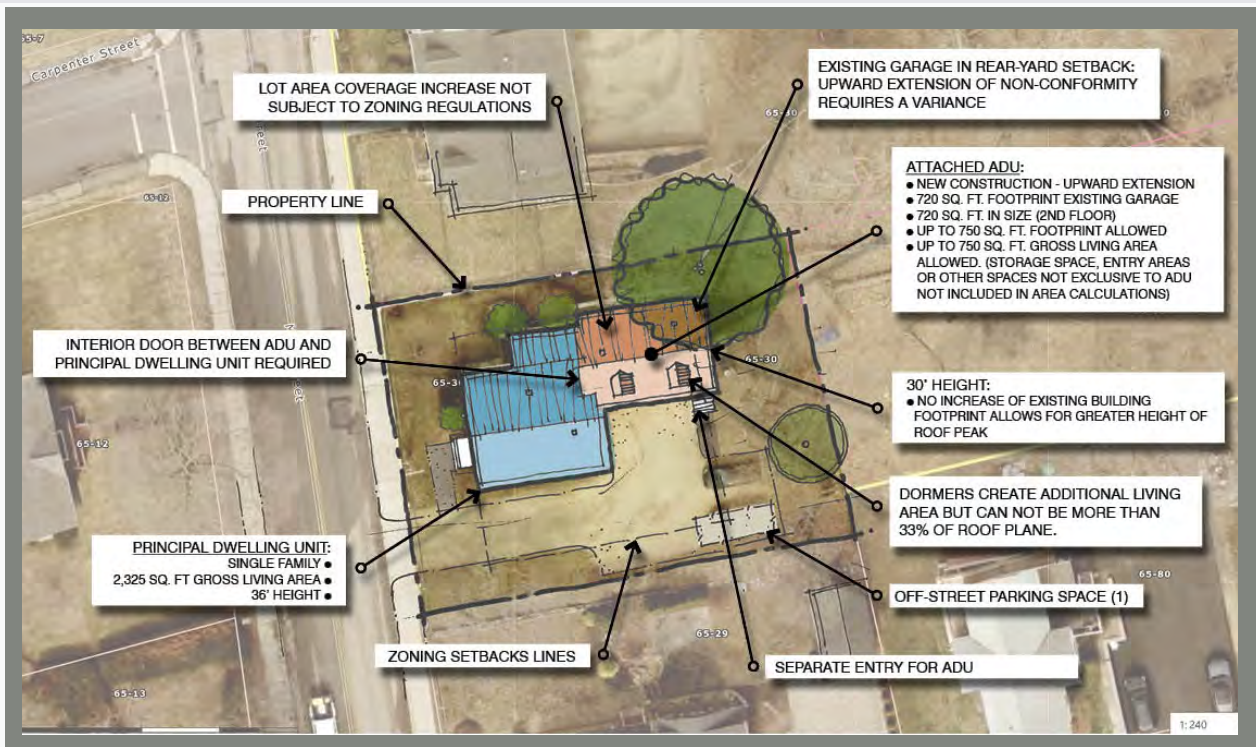 65-7
Carpenter Street
LOT AREA COVERAGE INCREASE NOT
SUBJECT TO ZONING REGULATIONS
EXISTING GARAGE IN REAR-YARD SETBACK:
UPWARD EXTENSION OF NON-CONFORMITY
REQUIRES A VARIANCE
65-30
65-12
PROPERTY LINE
ATTACHED ADU:
● NEW CONSTRUCTION - UPWARD EXTENSION
● 720 SQ. FT. FOOTPRINT EXISTING GARAGE
● 720 SQ. FT. IN SIZE (2ND FLOOR)
● UP TO 750 SQ. FT. FOOTPRINT ALLOWED
● UP TO 750 SQ. FT. GROSS LIVING AREA
ALLOWED. (STORAGE SPACE, ENTRY AREAS
OR OTHER SPACES NOT EXCLUSIVE TO ADU
NOT INCLUDED IN AREA CALCULATIONS)
INTERIOR DOOR BETWEEN ADU AND
PRINCIPAL DWELLING UNIT REQUIRED
65-30
30' HEIGHT:
● NO INCREASE OF EXISTING BUILDING
FOOTPRINT ALLOWS FOR GREATER HEIGHT OF
ROOF PEAK
65-12
DORMERS CREATE ADDITIONAL LIVING
AREA BUT CAN NOT BE MORE THAN
33% OF ROOF PLANE.
PRINCIPAL DWELLING UNIT:
SINGLE FAMILY ●
2,325 SQ. FT GROSS LIVING AREA ●
36' HEIGHT ●
65-80
OFF-STREET PARKING SPACE (1)
65-29
ZONING SETBACKS LINES
SEPARATE ENTRY FOR ADU
65-13
1: 240